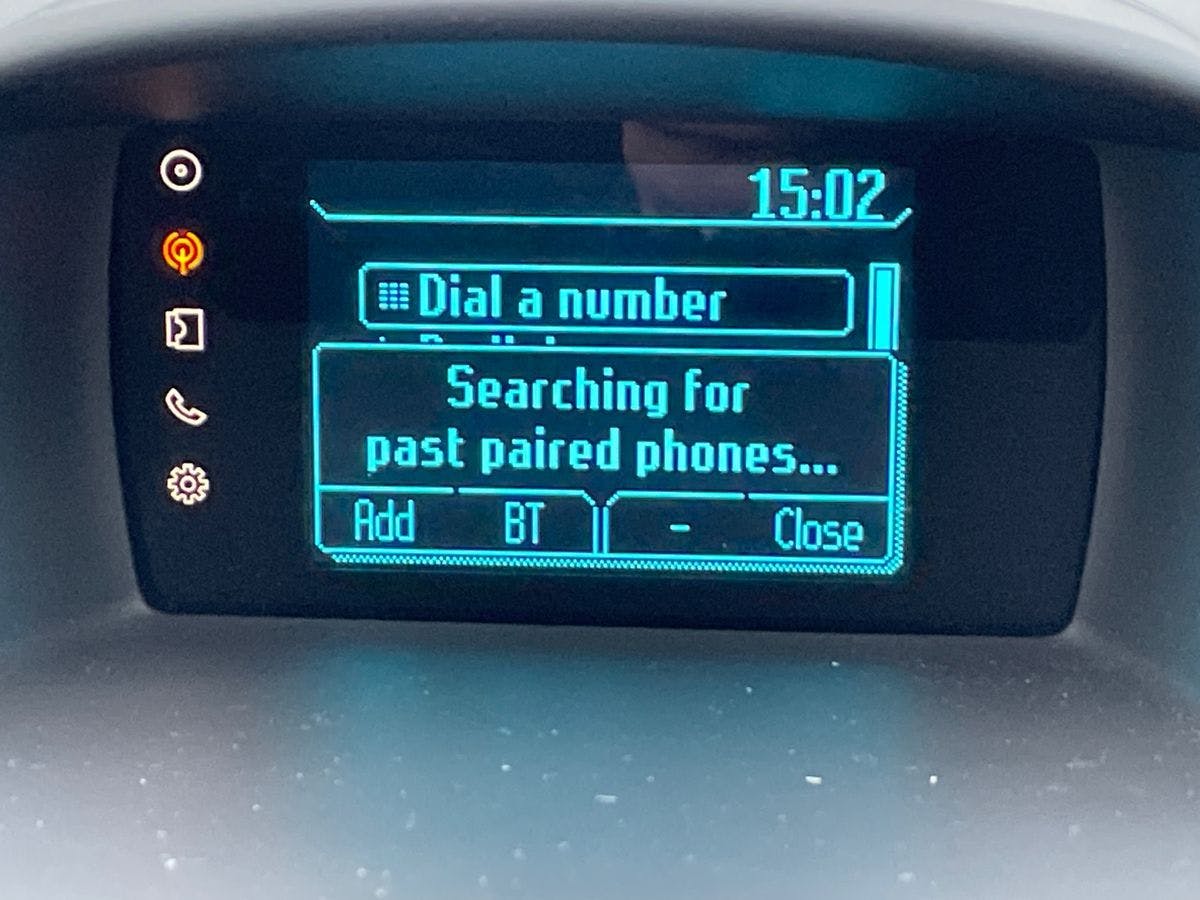 15:02
Dial a number
Searching for
past paired phones...
Add BT - Close